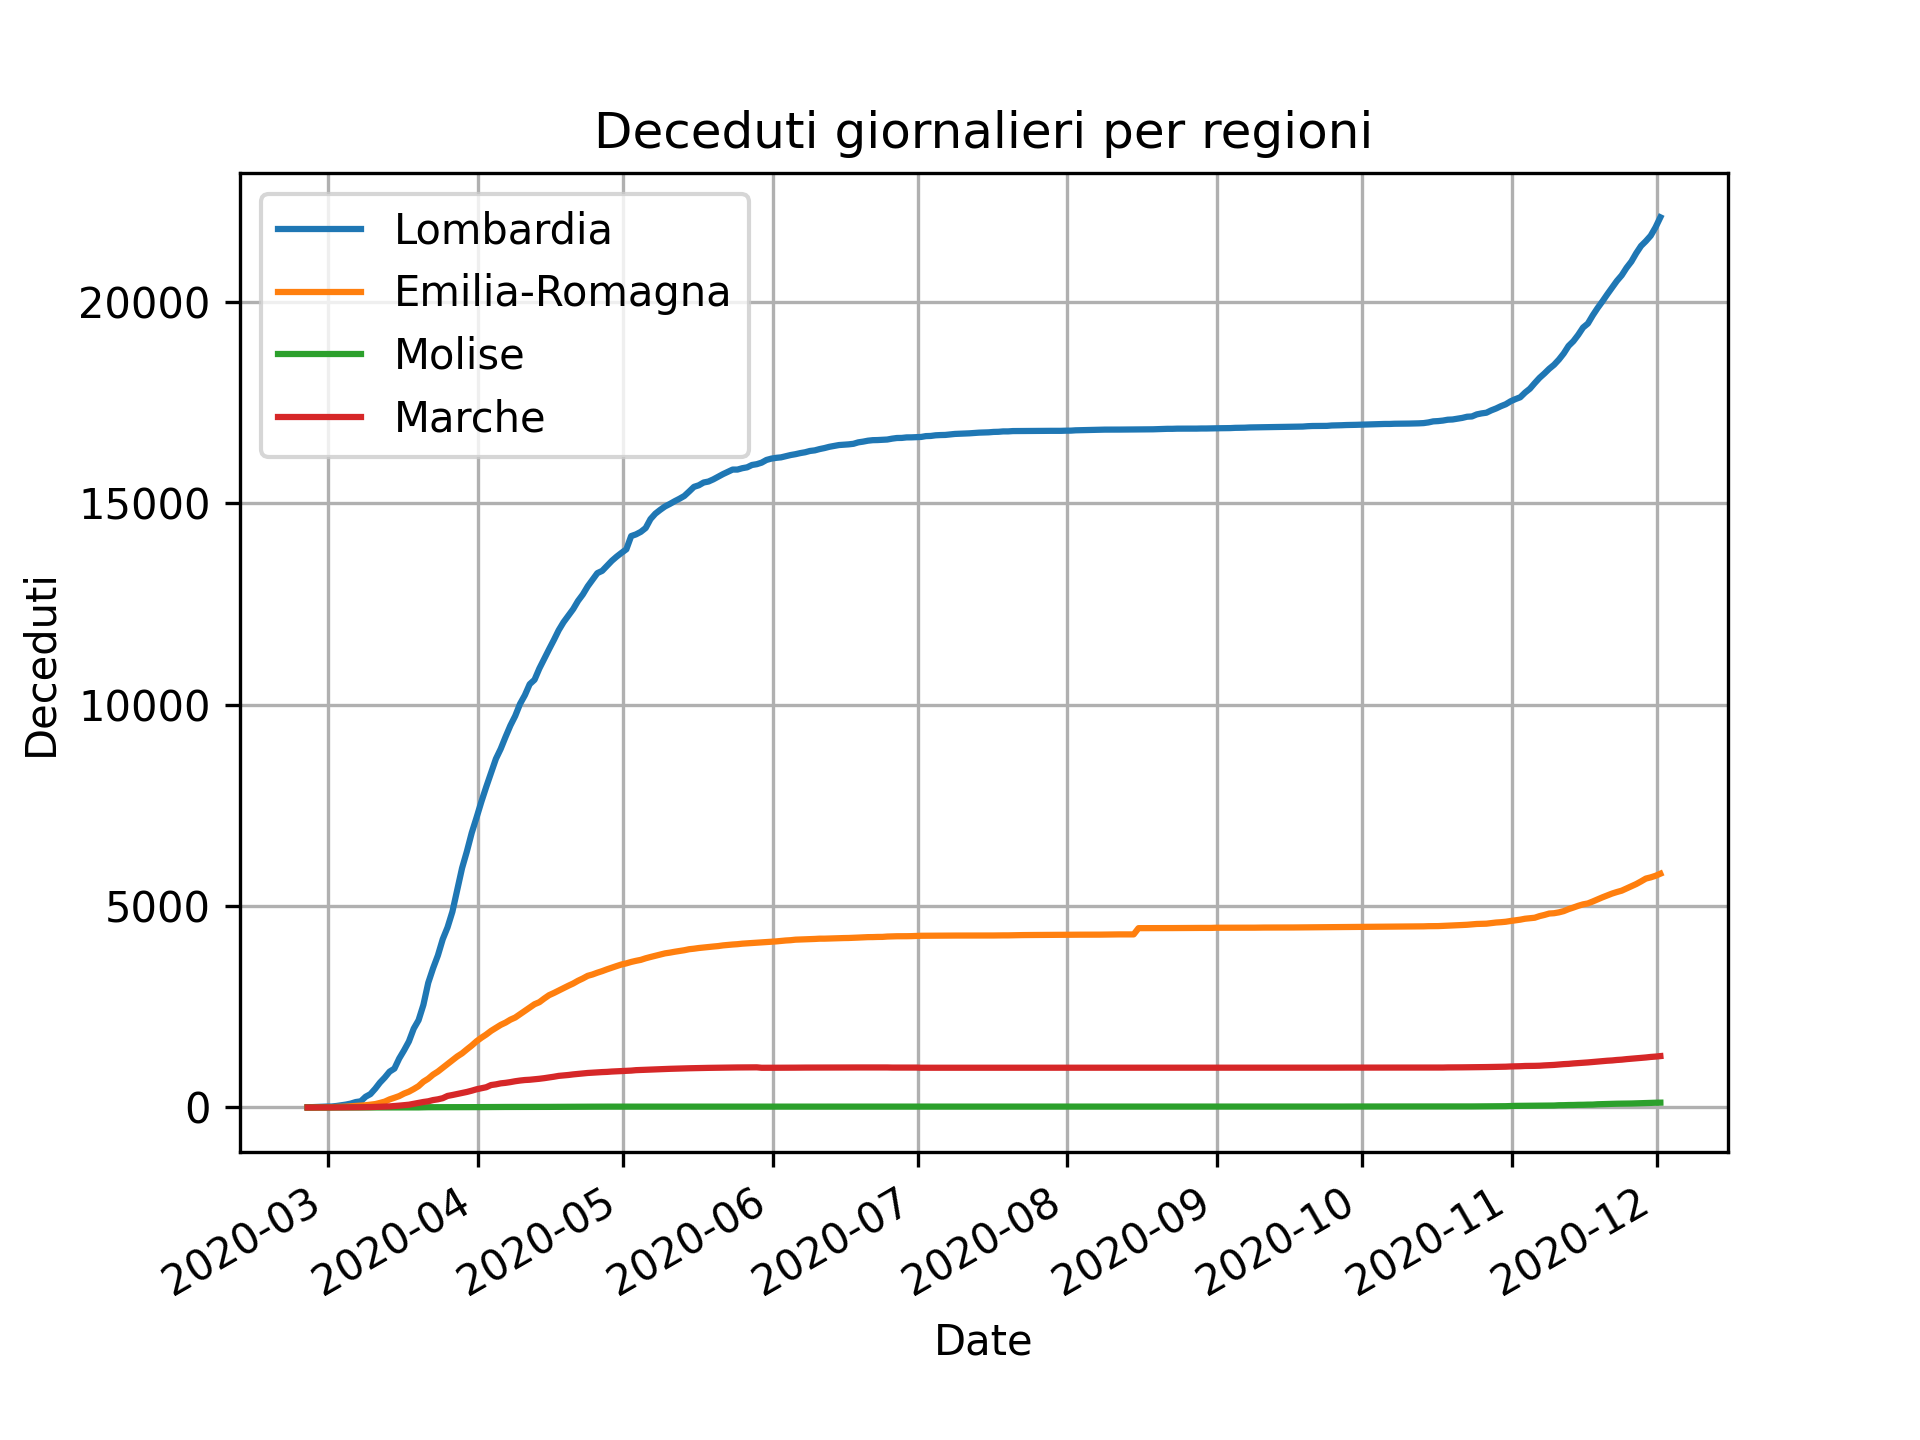 Deceduti giornalieri per regioni
Lombardia
Emilia-Romagna
Molise
Marche
Deceduti
20000
15000
10000
5000
0
2020-03
2020-04
2020-05
2020-06
2020-07
2020-08
2020-09
2020-10
2020-11
2020-12
Date